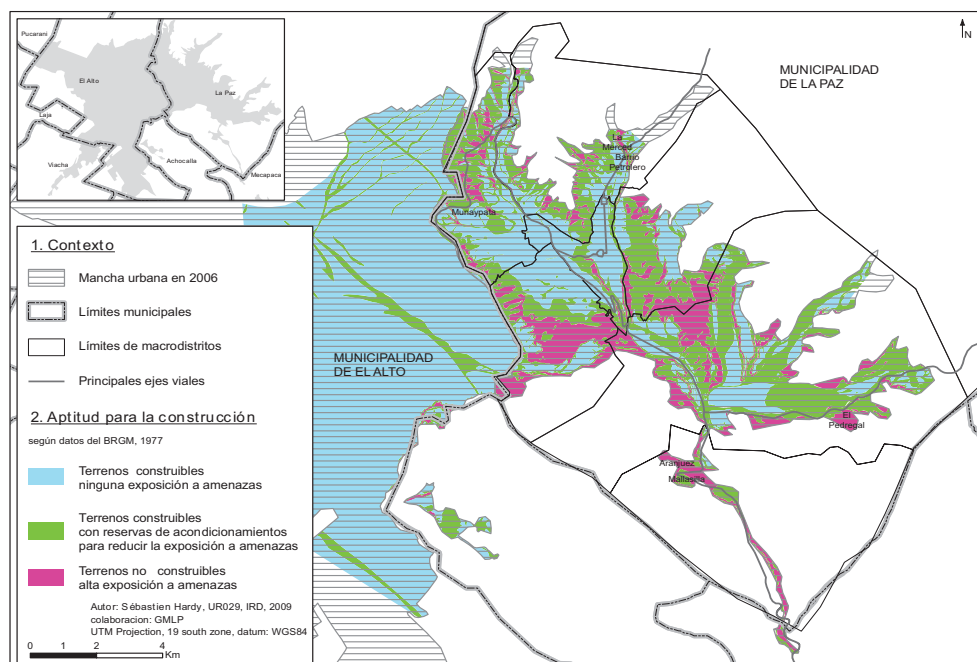 Pucarani
El Alto
La Paz
Laja
Viacha
Achocalla
Mecapaca
N
MUNICIPALIDAD
DE LA PAZ
La
Merced
Barrio
Petrolero
Munaypata
MUNICIPALIDAD
DE EL ALTO
El
Pedregal
Aranjuez
Mallasilla
1. Contexto
Mancha urbana en 2006
Límites municipales
Límites de macrodistritos
Principales ejes viales
2. Aptitud para la construcción
según datos del BRGM, 1977
Terrenos construibles
ninguna exposición a amenazas
Terrenos construibles
con reservas de acondicionamientos
para reducir la exposición a amenazas
Terrenos no construibles
alta exposición a amenazas
Autor: Sébastien Hardy, UR029, IRD, 2009
colaboracion: GMLP
UTM Projection, 19 south zone, datum: WGS84
0 1 2 4
Km